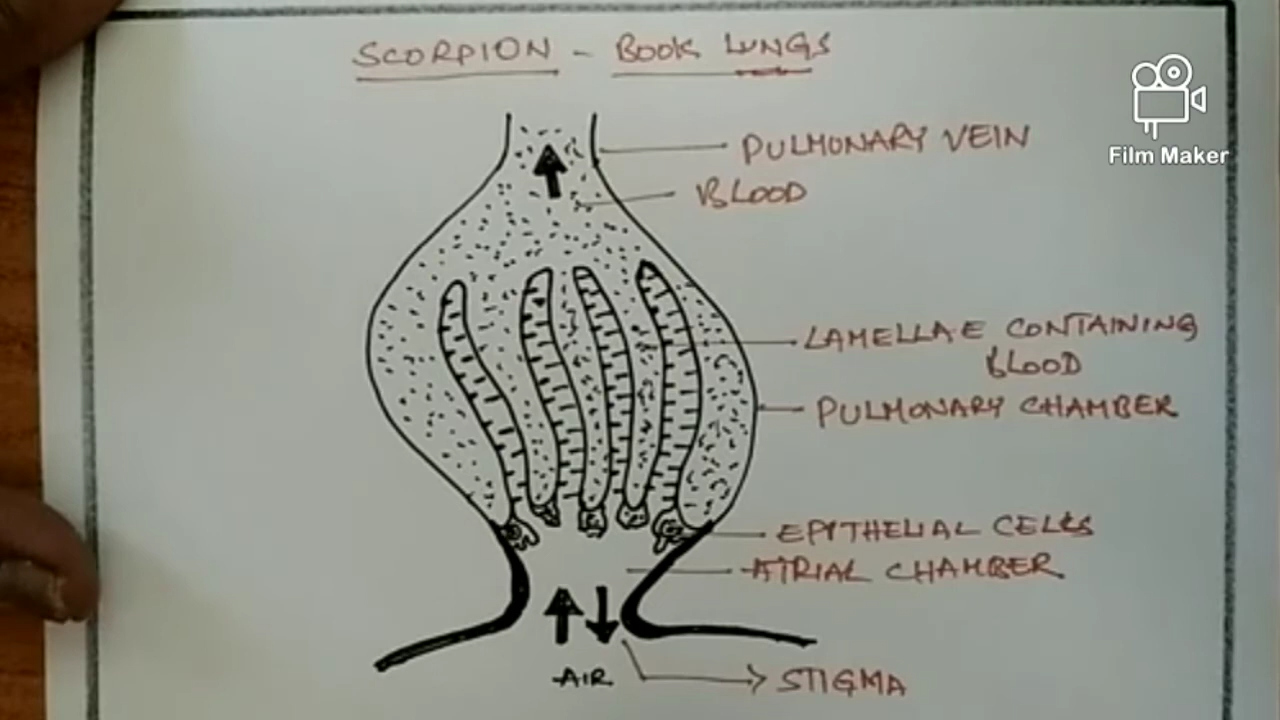 SCORPION - BOOK LUNGS
Film Maker
PULMONARY VEIN
BLOOD
LAMELLAE CONTAINING
BLOOD
PULMONARY CHAMBER
EPITHELIAL CELLS
ATRIAL CHAMBER
AIR
STIGMA